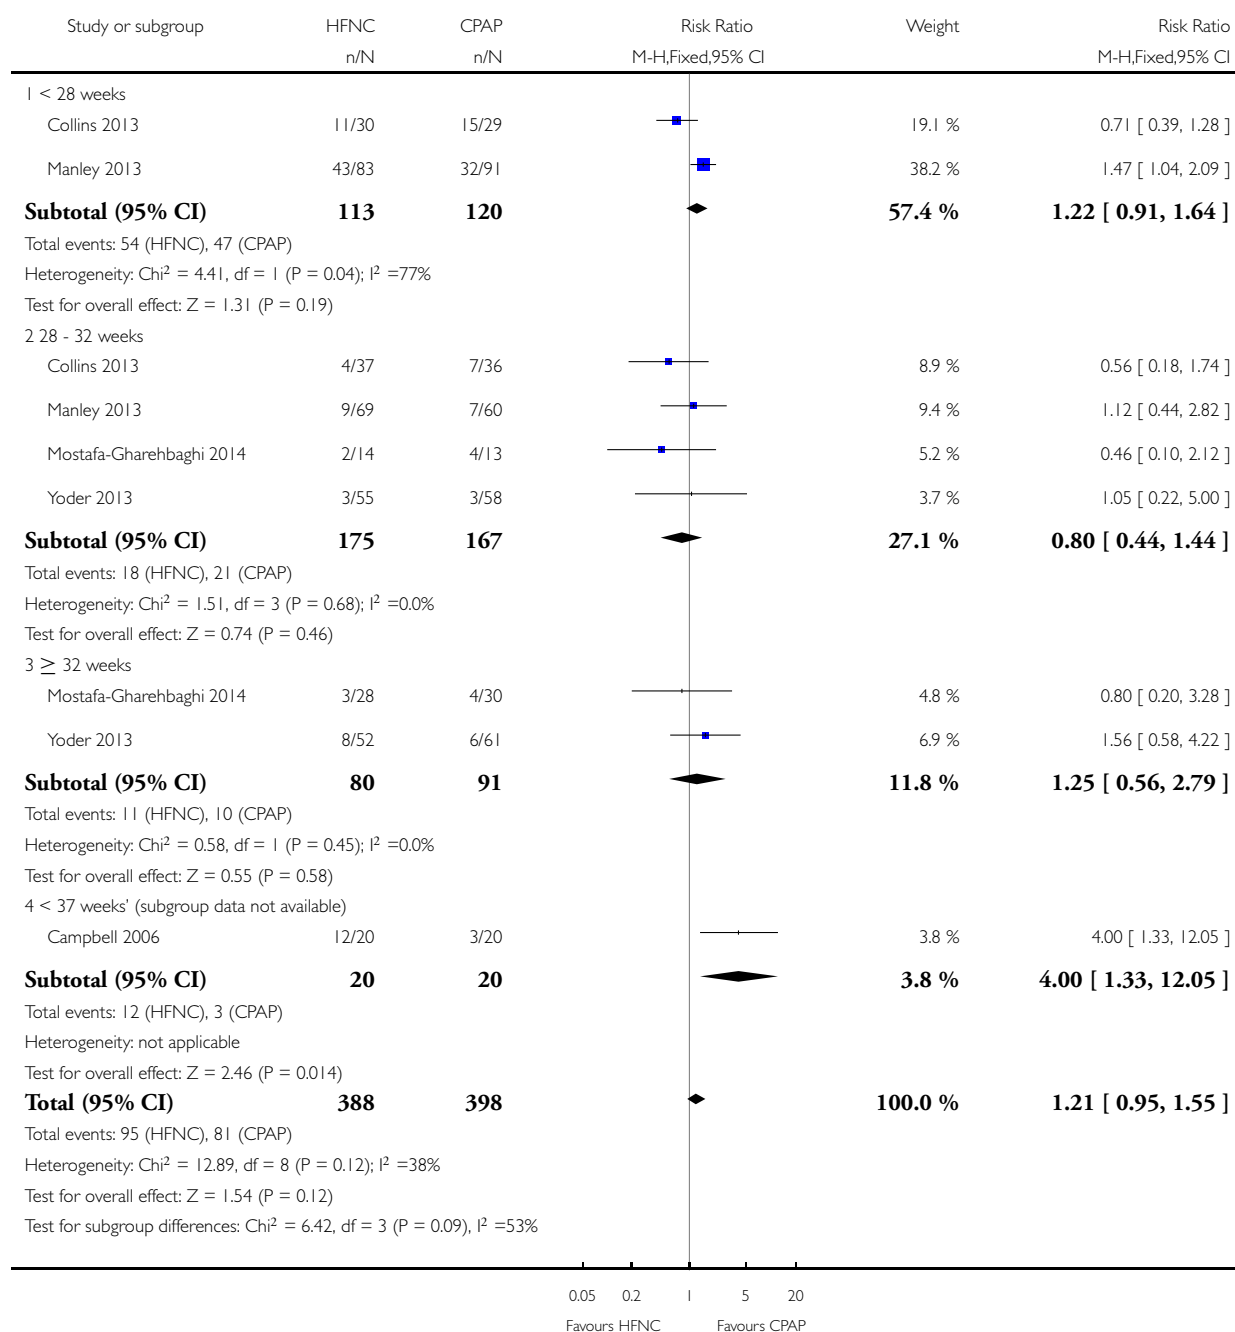 Study or subgroup HFNC CPAP Risk Ratio Weight Risk Ratio
n/N n/N M-H,Fixed,95% CI M-H,Fixed,95% CI
1 < 28 weeks
Collins 2013 11/30 15/29 19.1 % 0.71 [ 0.39, 1.28 ]
Manley 2013 43/83 32/91 38.2 % 1.47 [ 1.04, 2.09 ]
Subtotal (95% CI) 113 120 57.4 % 1.22 [ 0.91, 1.64 ]
Total events: 54 (HFNC), 47 (CPAP)
Heterogeneity: Chi² = 4.41, df = 1 (P = 0.04); I² =77%
Test for overall effect: Z = 1.31 (P = 0.19)
2 28 - 32 weeks
Collins 2013 4/37 7/36 8.9 % 0.56 [ 0.18, 1.74 ]
Manley 2013 9/69 7/60 9.4 % 1.12 [ 0.44, 2.82 ]
Mostafa-Gharehbaghi 2014 2/14 4/13 5.2 % 0.46 [ 0.10, 2.12 ]
Yoder 2013 3/55 3/58 3.7 % 1.05 [ 0.22, 5.00 ]
Subtotal (95% CI) 175 167 27.1 % 0.80 [ 0.44, 1.44 ]
Total events: 18 (HFNC), 21 (CPAP)
Heterogeneity: Chi² = 1.51, df = 3 (P = 0.68); I² =0.0%
Test for overall effect: Z = 0.74 (P = 0.46)
3 ≥ 32 weeks
Mostafa-Gharehbaghi 2014 3/28 4/30 4.8 % 0.80 [ 0.20, 3.28 ]
Yoder 2013 8/52 6/61 6.9 % 1.56 [ 0.58, 4.22 ]
Subtotal (95% CI) 80 91 11.8 % 1.25 [ 0.56, 2.79 ]
Total events: 11 (HFNC), 10 (CPAP)
Heterogeneity: Chi² = 0.58, df = 1 (P = 0.45); I² =0.0%
Test for overall effect: Z = 0.55 (P = 0.58)
4 < 37 weeks' (subgroup data not available)
Campbell 2006 12/20 3/20 3.8 % 4.00 [ 1.33, 12.05 ]
Subtotal (95% CI) 20 20 3.8 % 4.00 [ 1.33, 12.05 ]
Total events: 12 (HFNC), 3 (CPAP)
Heterogeneity: not applicable
Test for overall effect: Z = 2.46 (P = 0.014)
Total (95% CI) 388 398 100.0 % 1.21 [ 0.95, 1.55 ]
Total events: 95 (HFNC), 81 (CPAP)
Heterogeneity: Chi² = 12.89, df = 8 (P = 0.12); I² =38%
Test for overall effect: Z = 1.54 (P = 0.12)
Test for subgroup differences: Chi² = 6.42, df = 3 (P = 0.09), I² =53%
0.05 0.2 1 5 20
Favours HFNC Favours CPAP